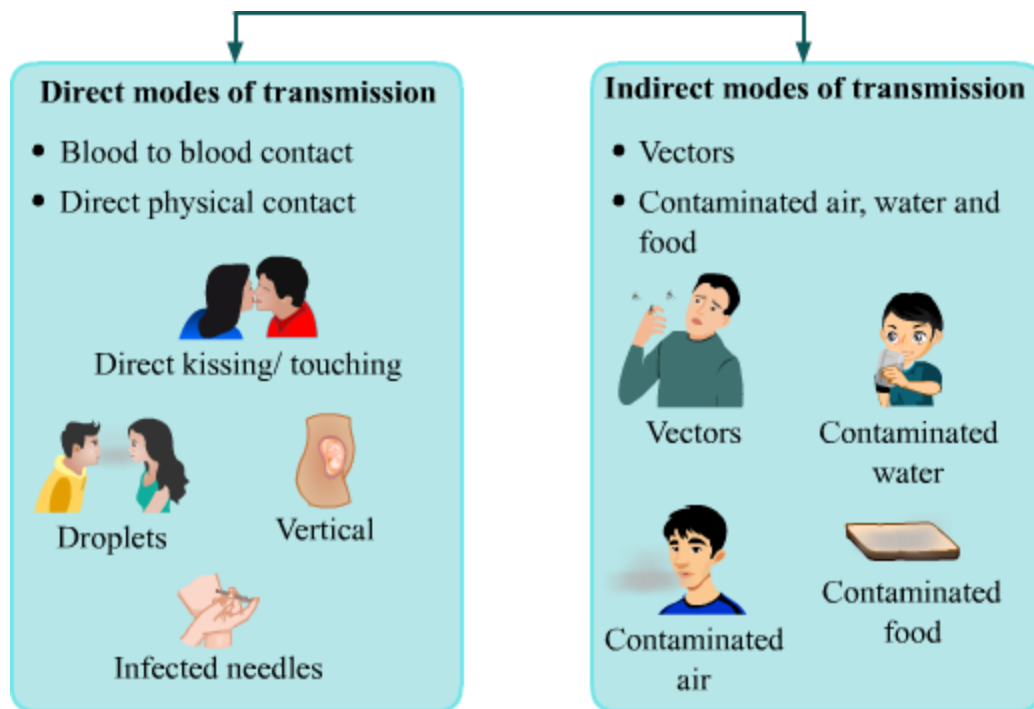 Direct modes of transmission
• Blood to blood contact
• Direct physical contact
Direct kissing/ touching
Droplets
Vertical
Infected needles
Indirect modes of transmission
• Vectors
• Contaminated air, water and
food
Vectors
Contaminated
water
Contaminated
air
Contaminated
food